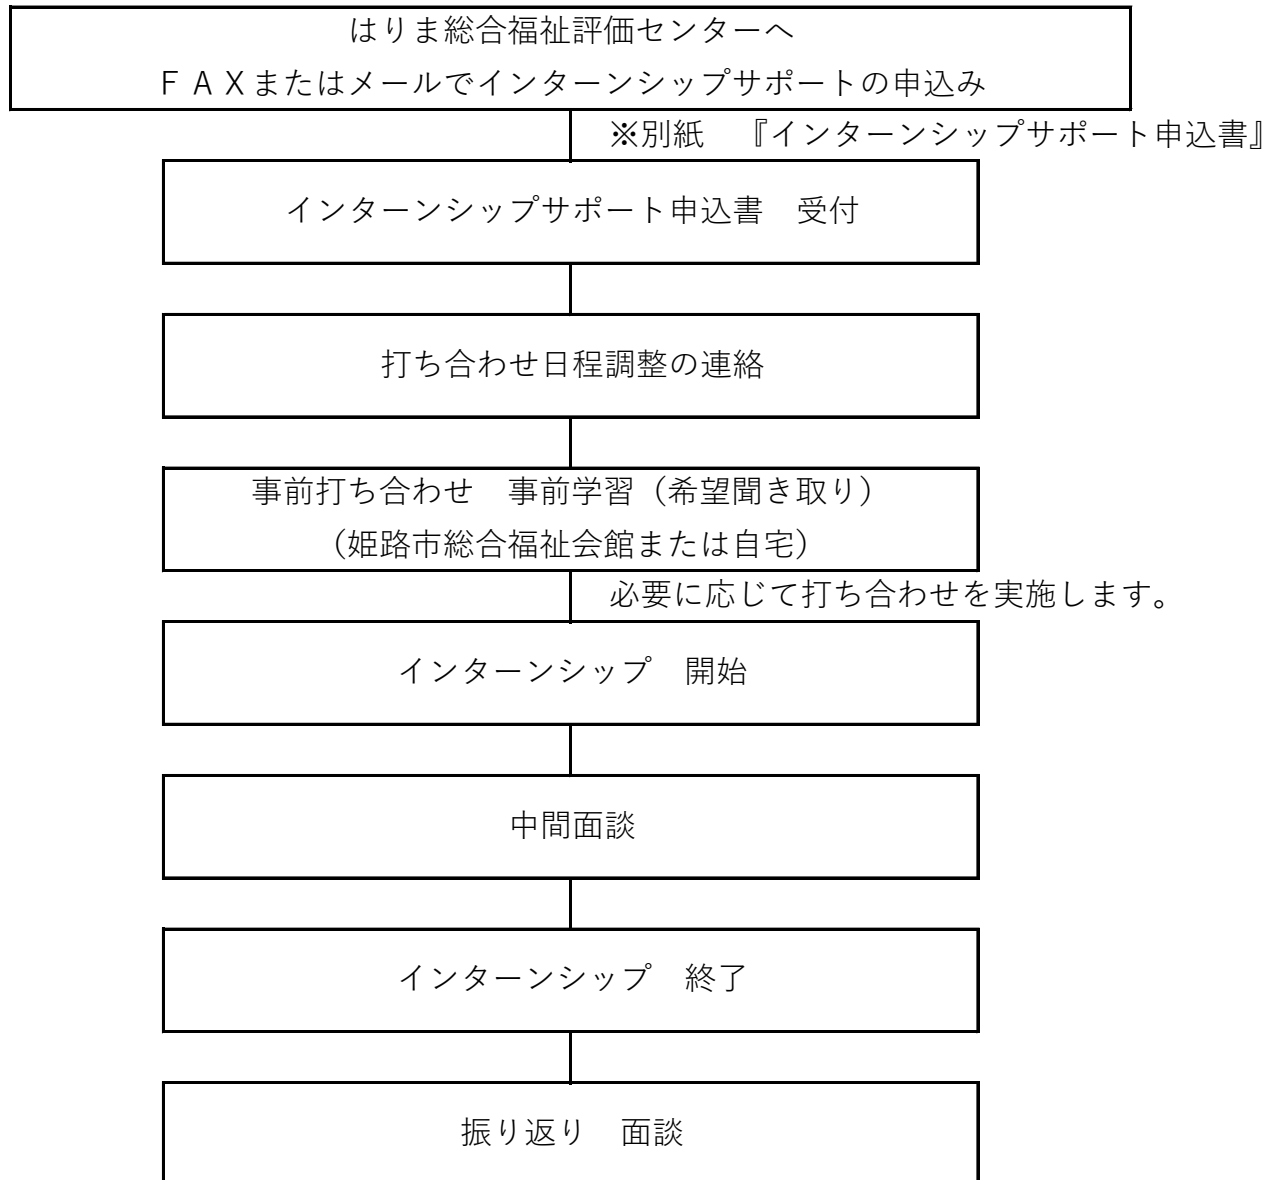 はりま総合福祉評価センターへ
ＦＡＸまたはメールでインターンシップサポートの申込み
※別紙　『インターンシップサポート申込書』
インターンシップサポート申込書　受付
打ち合わせ日程調整の連絡
事前打ち合わせ　事前学習（希望聞き取り）
（姫路市総合福祉会館または自宅）
必要に応じて打ち合わせを実施します。
インターンシップ　開始
中間面談
インターンシップ　終了
振り返り　面談